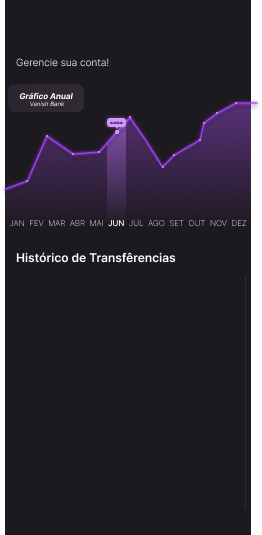 Gerencie sua conta!
Gráfico Anual
Vanish Bank
JAN FEV MAR ABR MAI JUN JUL AGO SET OUT NOV DEZ
Histórico de Transfêrencias